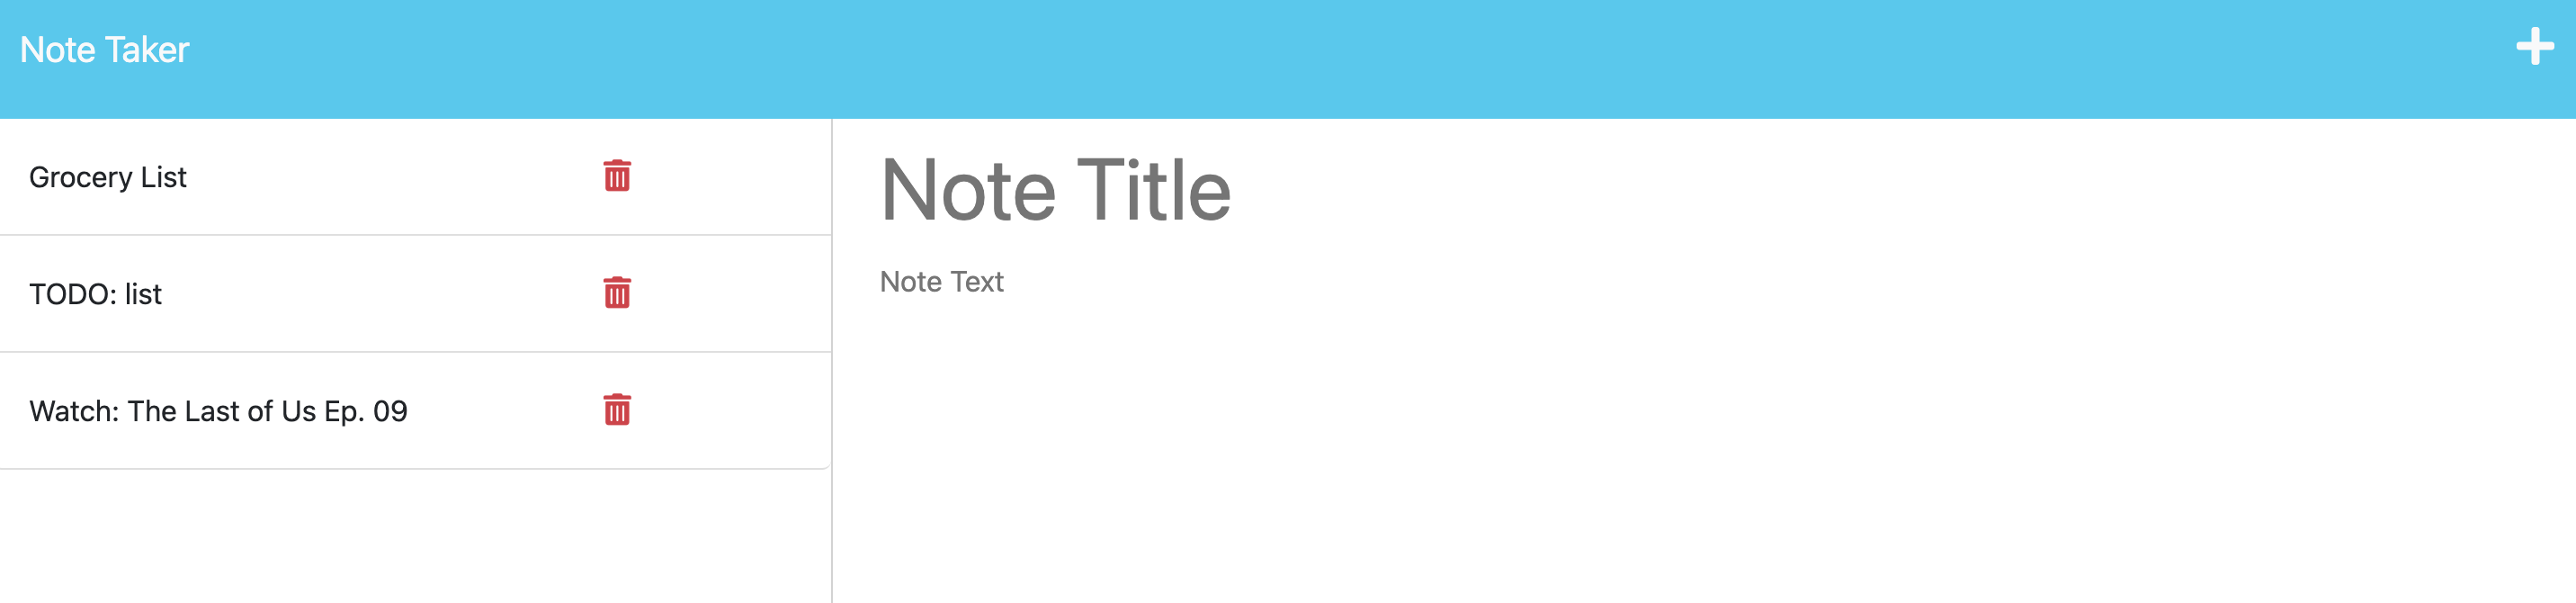 Note Taker
Grocery List
TODO: list
Watch: The Last of Us Ep. 09
Note Title
Note Text